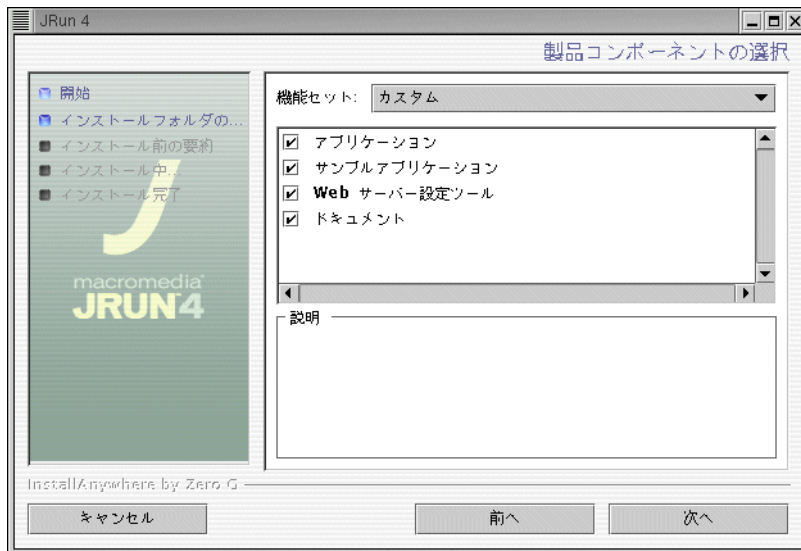 JRun 4
製品コンポーネントの選択
開始
インストールフォルダの...
インストール前の要約
インストール中...
インストール完了
macromedia®
JRUN™4
機能セット: カスタム
アプリケーション
サンプルアプリケーション
Web サーバー設定ツール
ドキュメント
説明
InstallAnywhere by Zero G
キャンセル
前へ
次へ